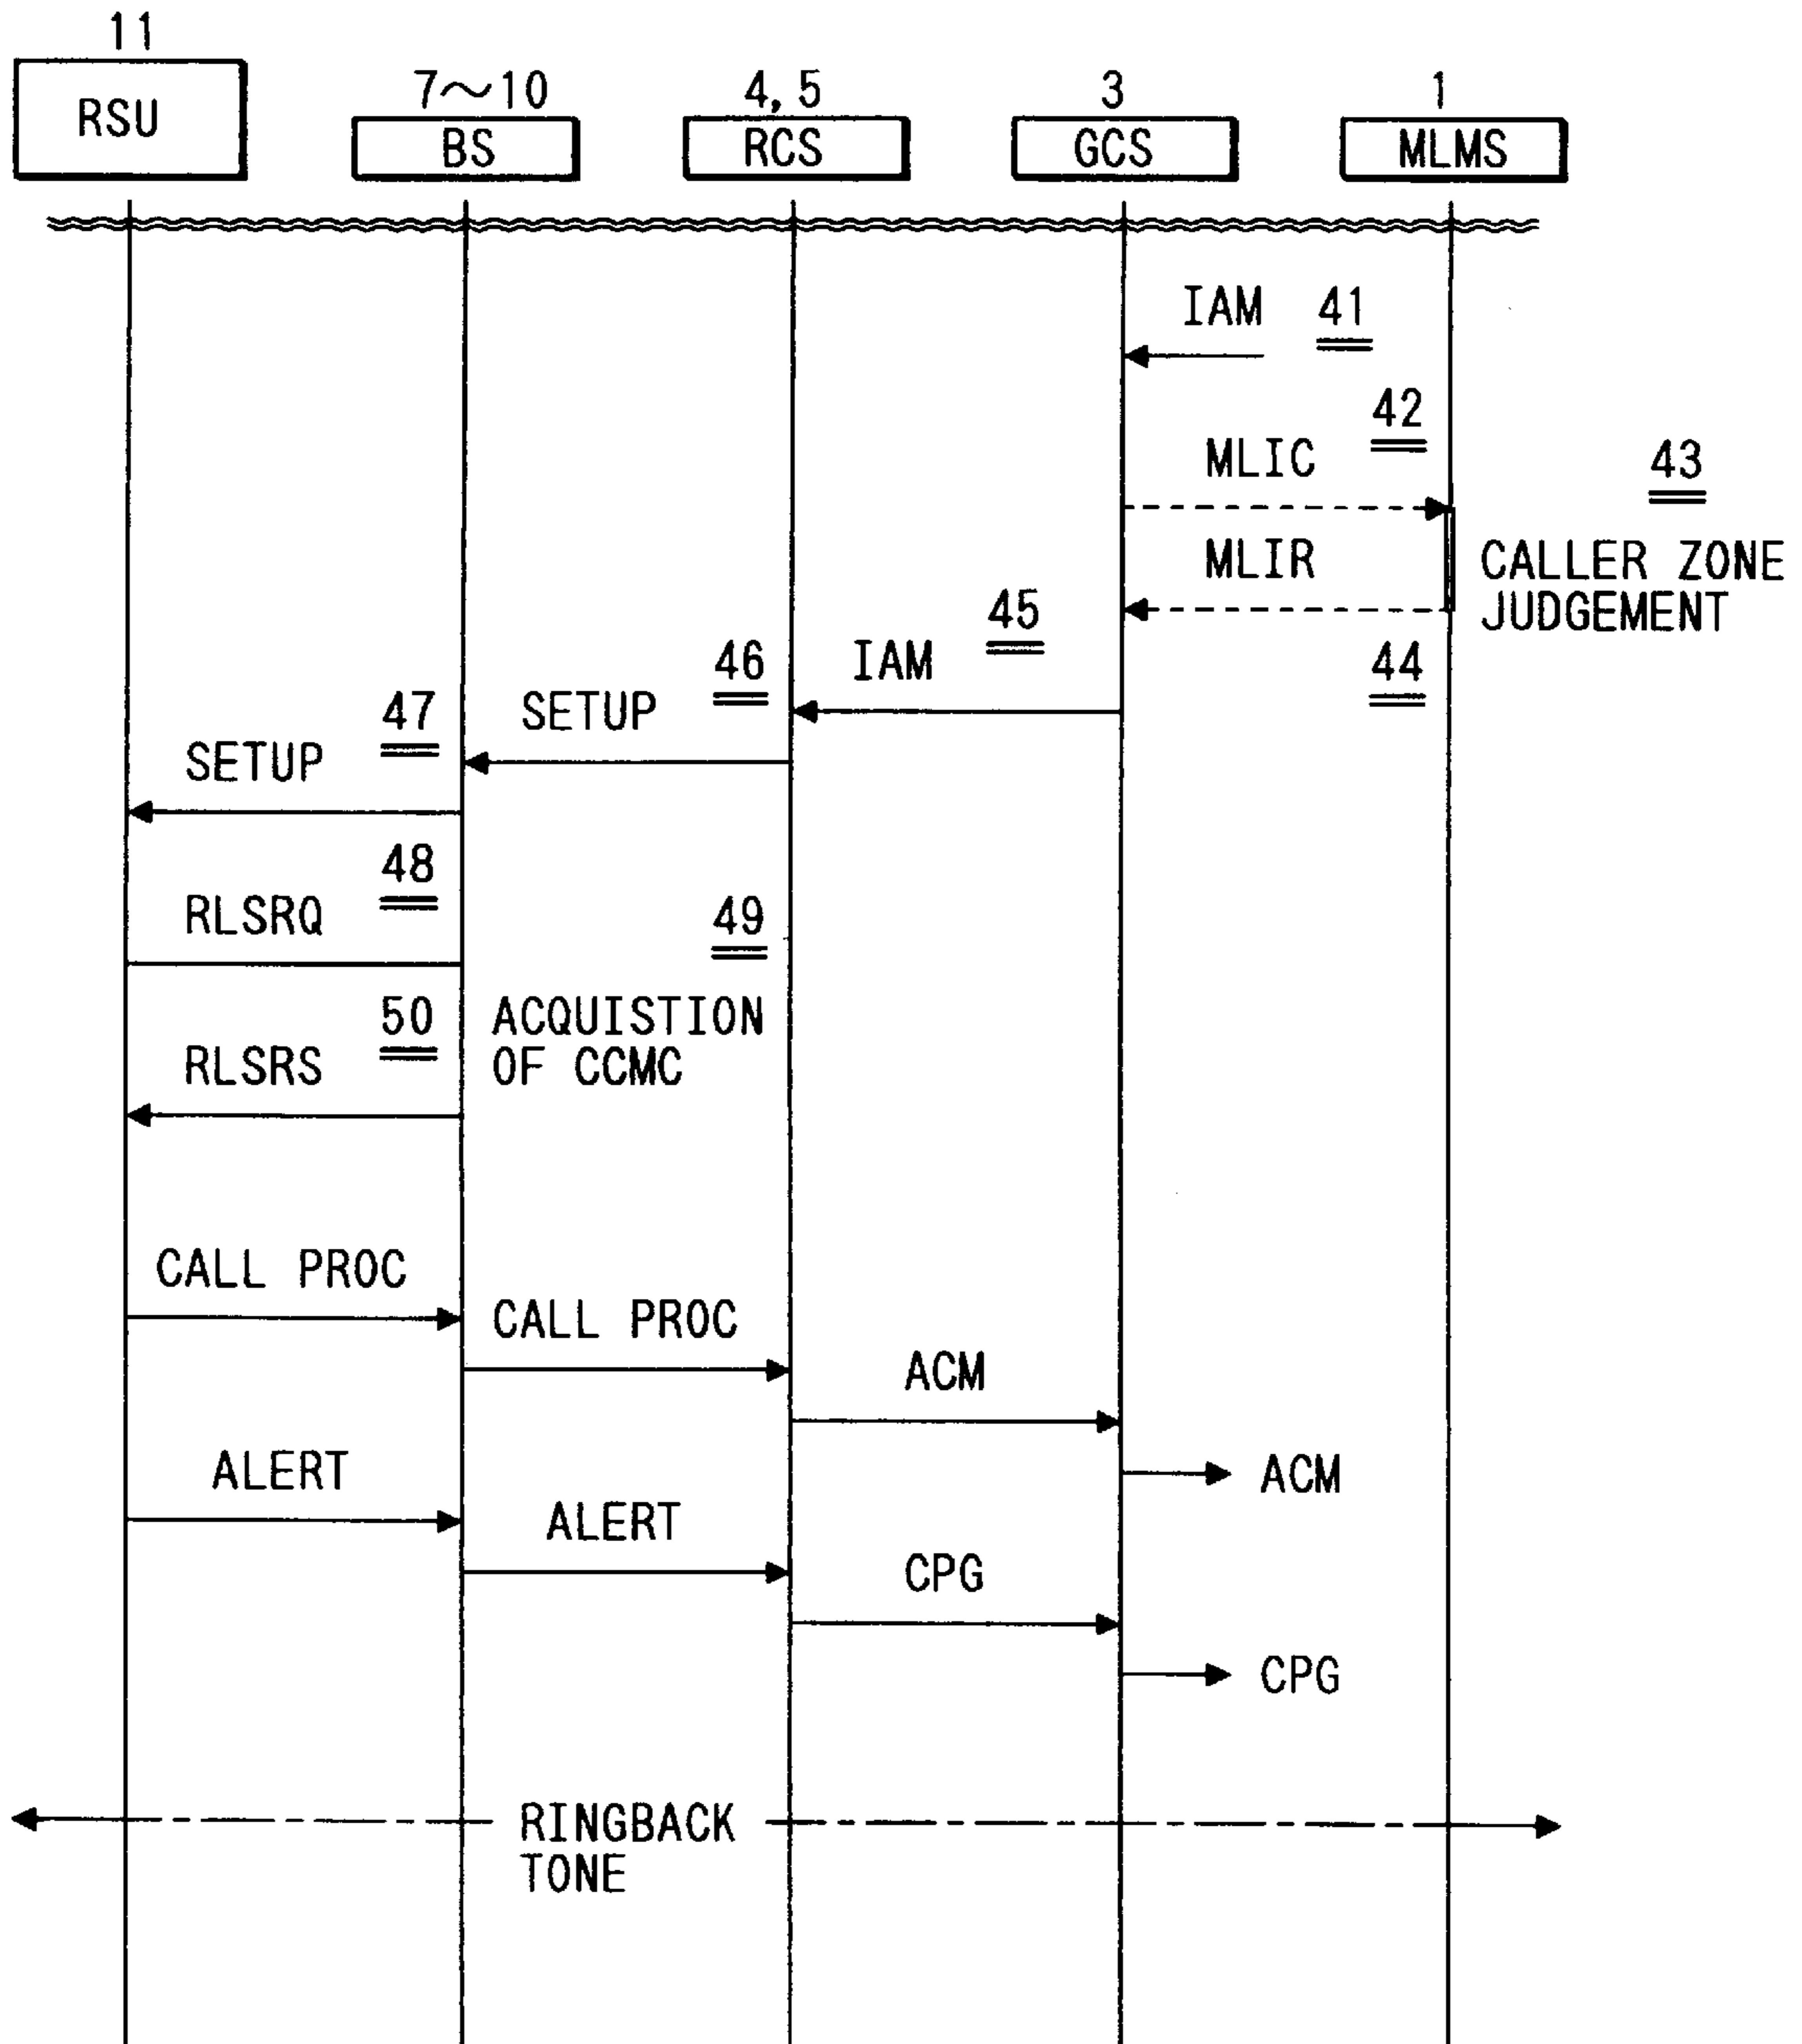 11
7~10
4,5
3
1
RSU
BS
RCS
GCS
MLMS
IAM 41
42
MLIC
43
MLIR
CALLER ZONE
JUDGEMENT
45
IAM
44
46
SETUP
47
SETUP
48
RLSRQ
49
50
ACQUISTION
OF CCMC
RLSRS
CALL PROC
CALL PROC
ACM
ALERT
ACM
ALERT
CPG
CPG
RINGBACK
TONE